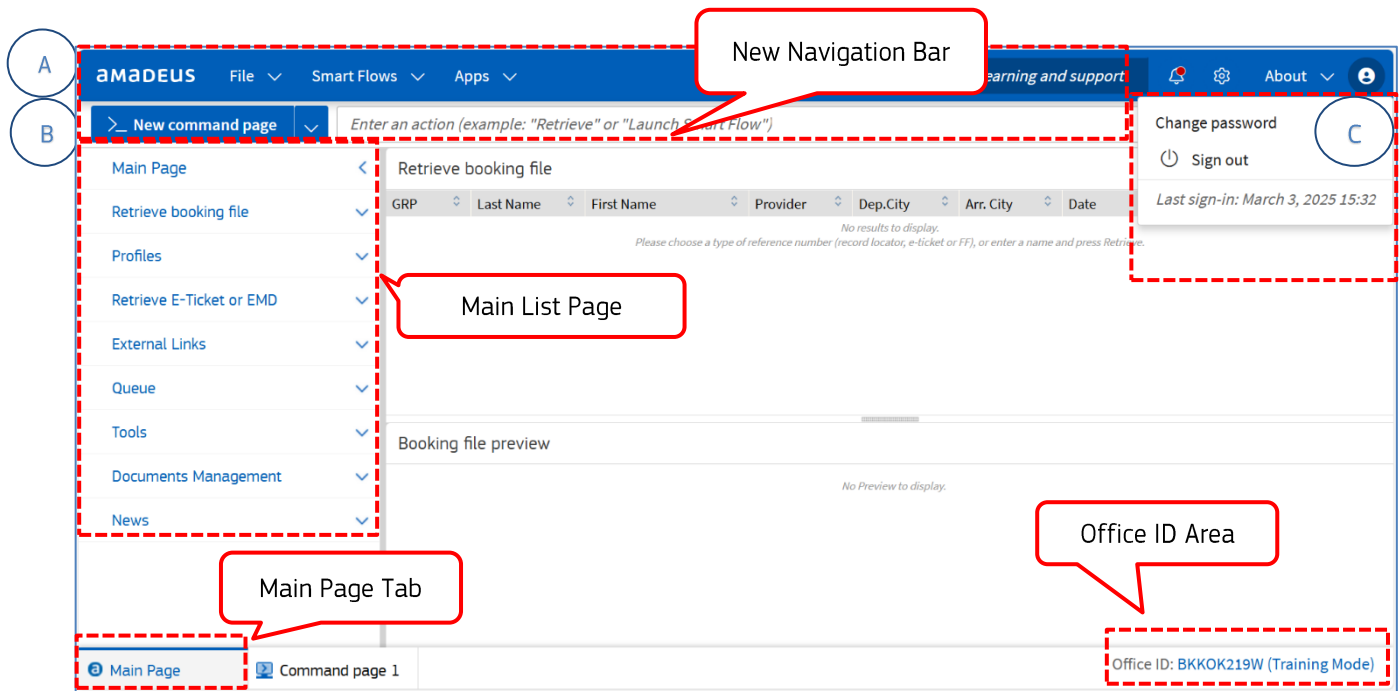 New Navigation Bar
A
amadeus File Smart Flows Apps earning and support About
B
>_ New command page Enter an action (example: "Retrieve" or "Launch Smart Flow")
Change password
C
Sign out
Last sign-in: March 3, 2025 15:32
Main Page
Retrieve booking file
Profiles
Retrieve E-Ticket or EMD
External Links
Queue
Tools
Documents Management
News
Retrieve booking file
GRP Last Name First Name Provider Dep.City Arr. City Date
No results to display.
Please choose a type of reference number (record locator, e-ticket or FF), or enter a name and press Retrieve.
Main List Page
Booking file preview
No Preview to display.
Office ID Area
Main Page Tab
Main Page Command page 1
Office ID: BKKOK219W (Training Mode)